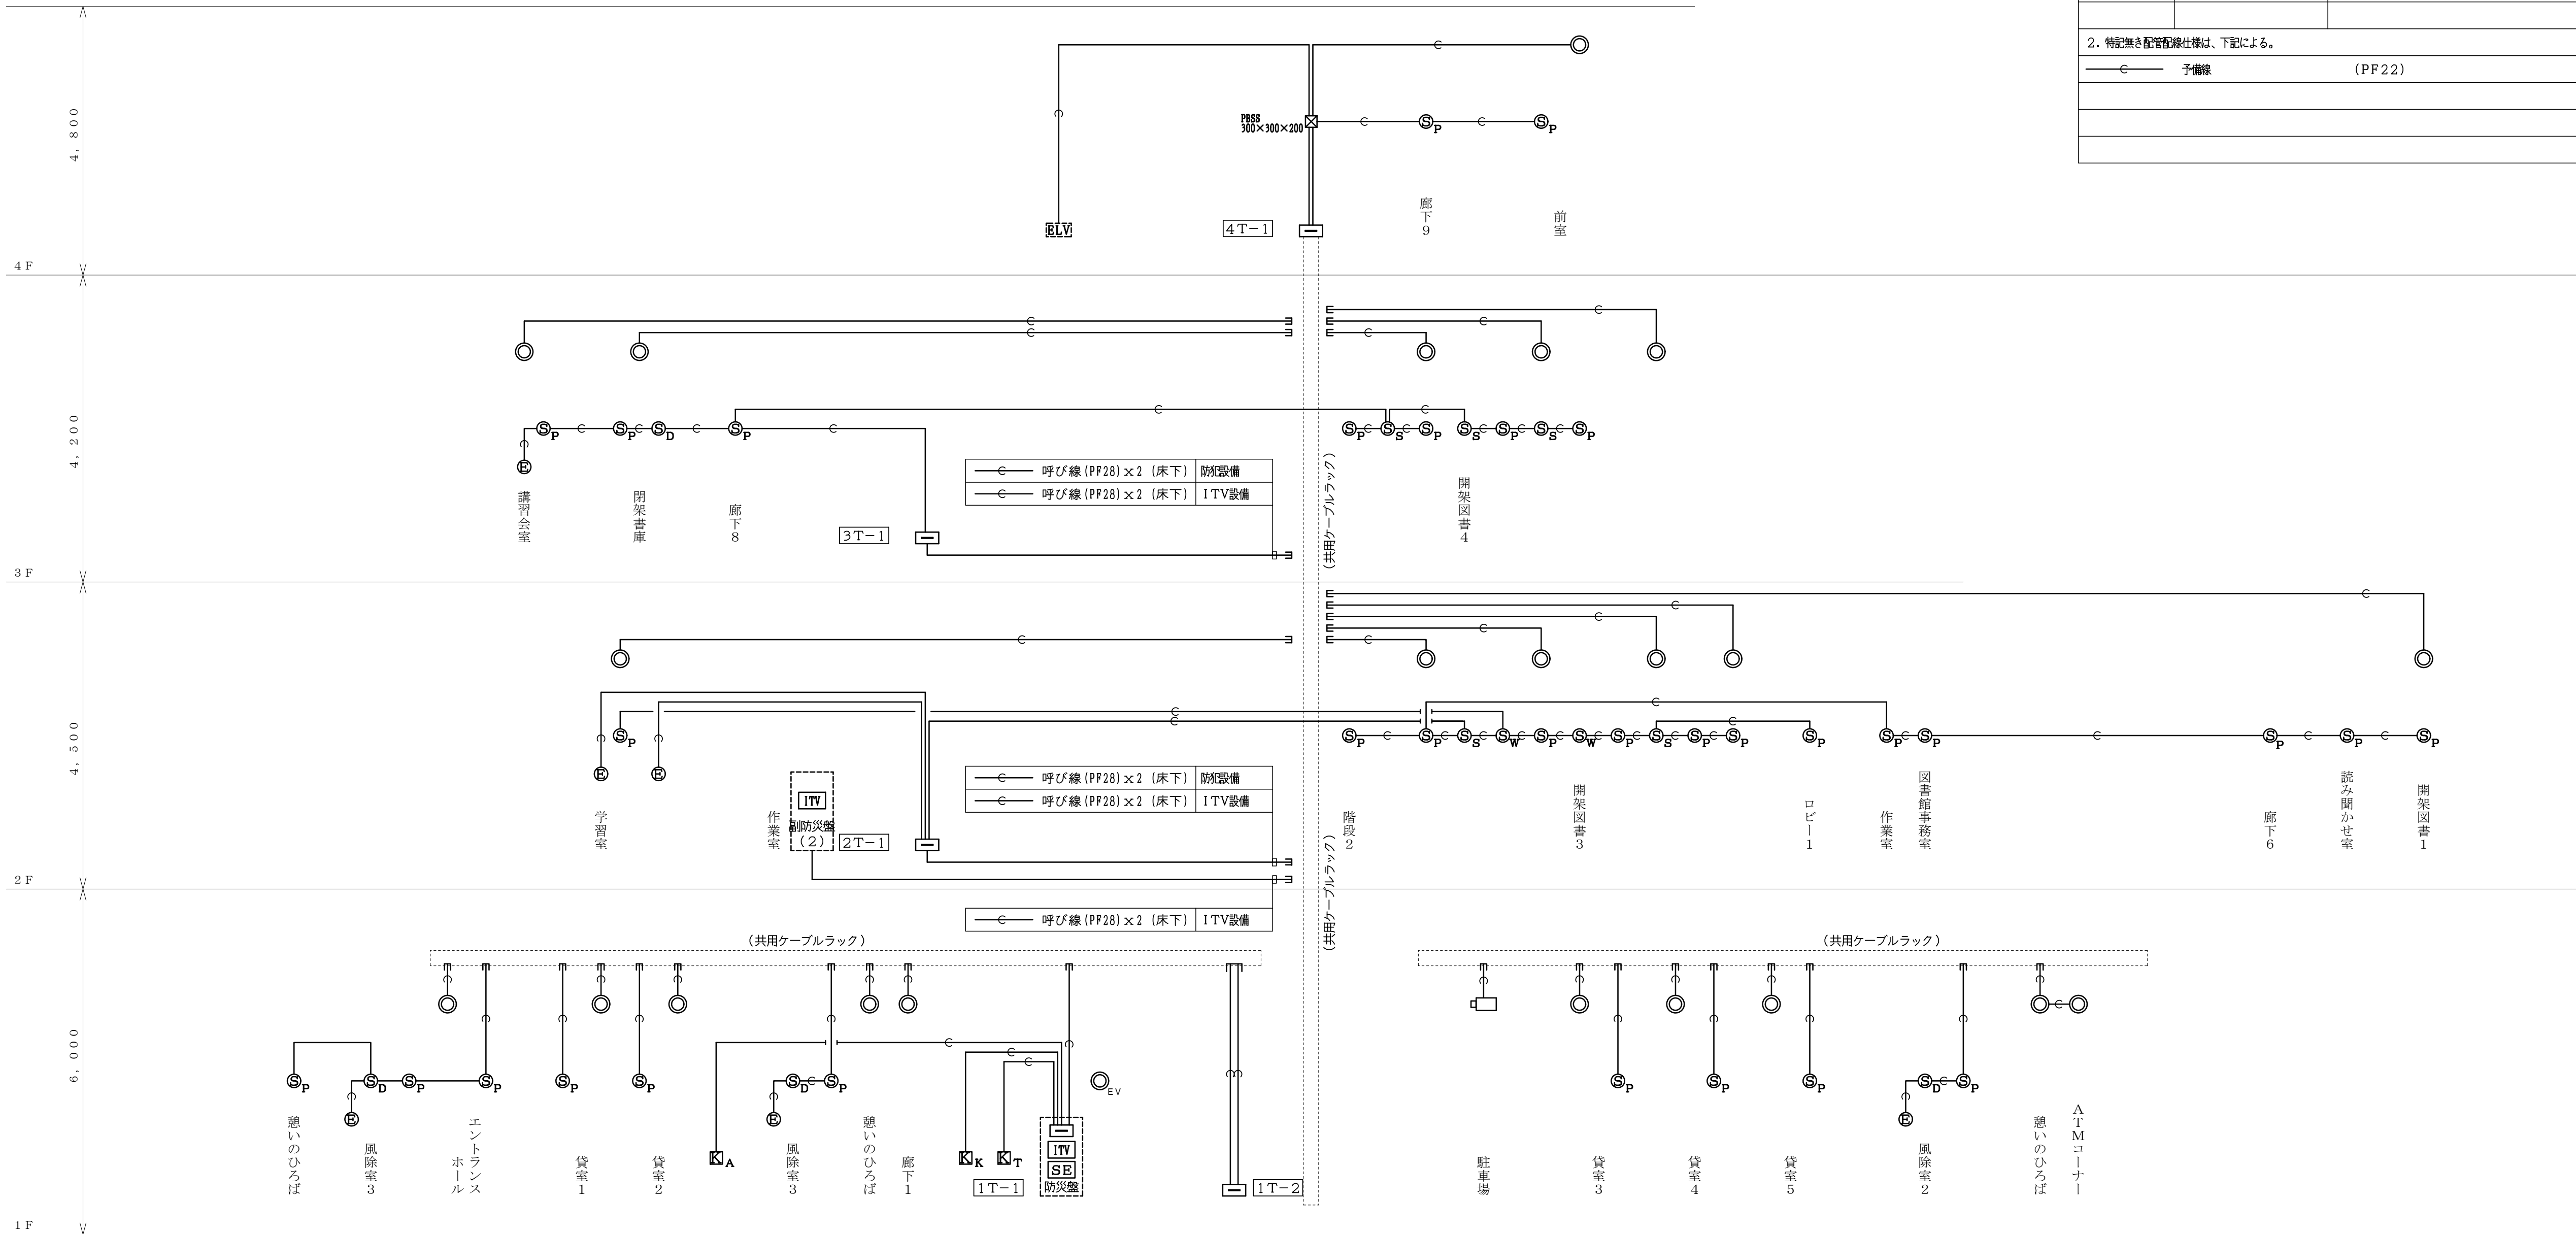 2．特記無き配管配線仕様は、下記による。
C 予備線 （ＰＦ２２）
4,800
C
C
PBSS
300×300×200
C
C
S P
S P
廊下９
前室
ELV
４Ｔ－１
４Ｆ
C
C
C
C
C
4,200
C
C
S P
S P
S D
S P
S P
S S
S P
S S
S P
S S
S P
E
呼び線(PF28)ｘ2 (床下) 防犯設備
呼び線(PF28)ｘ2 (床下) ＩＴＶ設備
(共用ケーブルラック)
講習会室
閉架書庫
廊下８
３Ｔ－１
開架図書４
３Ｆ
4,500
S P
S P
S P
S S
S W
S P
S W
S P
S S
S P
S P
S P
S P
S P
S P
S P
S P
E
E
呼び線(PF28)ｘ2 (床下) 防犯設備
呼び線(PF28)ｘ2 (床下) ＩＴＶ設備
ITV
副防災盤
（２）
学習室
作業室
２Ｔ－１
(共用ケーブルラック)
階段２
開架図書３
ロビー１
作業室
図書館事務室
廊下６
読み聞かせ室
開架図書１
２Ｆ
呼び線(PF28)ｘ2 (床下) ＩＴＶ設備
（共用ケーブルラック）
（共用ケーブルラック）
6,000
S P
S D
S P
S P
S P
S P
S D
S P
EV
S P
S P
S P
S D
S P
E
E
E
K A
K K
K T
ITV
SE
防災盤
憩いのひろば
風除室３
エントランスホール
貸室１
貸室２
風除室３
憩いのひろば
廊下１
１Ｔ－１
１Ｔ－２
駐車場
貸室３
貸室４
貸室５
風除室２
憩いのひろば
ＡＴＭコーナー
１Ｆ